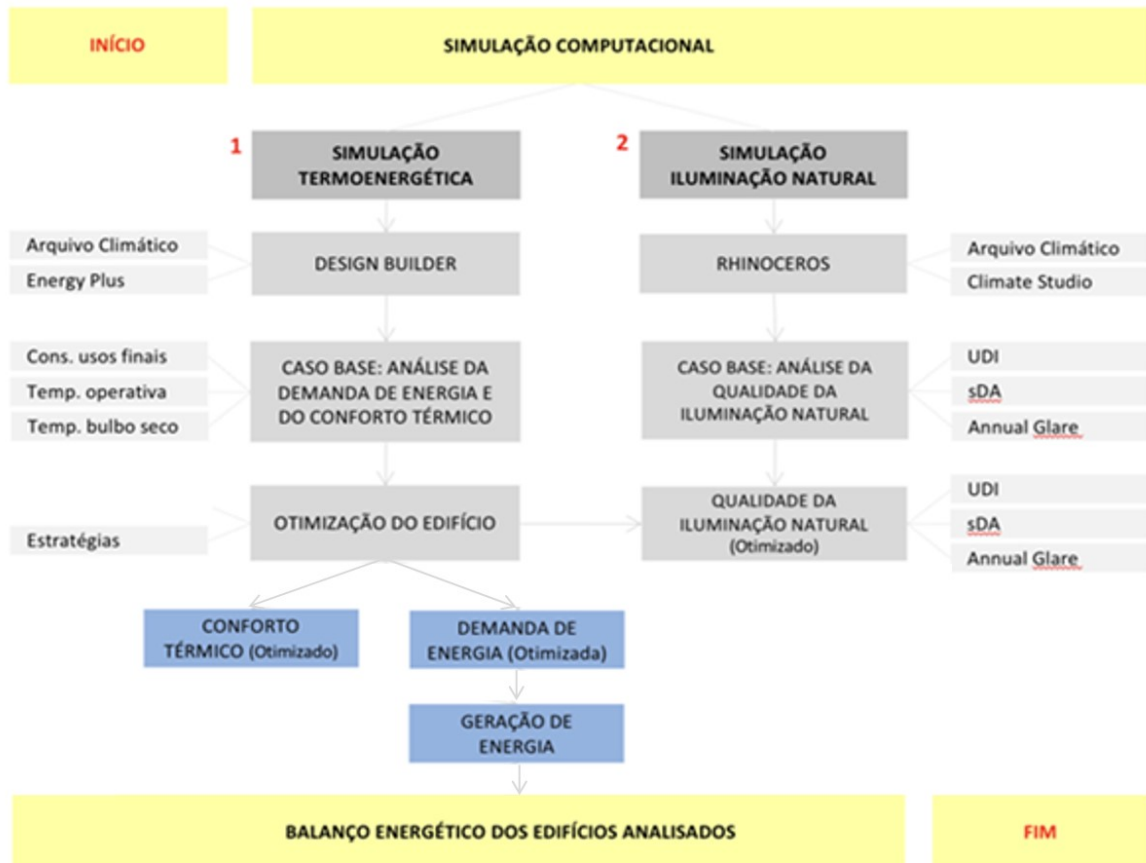 INÍCIO
SIMULAÇÃO COMPUTACIONAL
1
SIMULAÇÃO
TERMOENERGÉTICA
2
SIMULAÇÃO
ILUMINAÇÃO NATURAL
Arquivo Climático
Energy Plus
DESIGN BUILDER
RHINOCEROS
Arquivo Climático
Climate Studio
Cons. usos finais
Temp. operativa
Temp. bulbo seco
CASO BASE: ANÁLISE DA
DEMANDA DE ENERGIA E
DO CONFORTO TÉRMICO
CASO BASE: ANÁLISE DA
QUALIDADE DA
ILUMINAÇÃO NATURAL
UDI
sDA
Annual Glare
Estratégias
OTIMIZAÇÃO DO EDIFÍCIO
QUALIDADE DA
ILUMINAÇÃO NATURAL
(Otimizado)
UDI
sDA
Annual Glare
CONFORTO
TÉRMICO (Otimizado)
DEMANDA DE
ENERGIA (Otimizada)
GERAÇÃO DE
ENERGIA
BALANÇO ENERGÉTICO DOS EDIFÍCIOS ANALISADOS
FIM